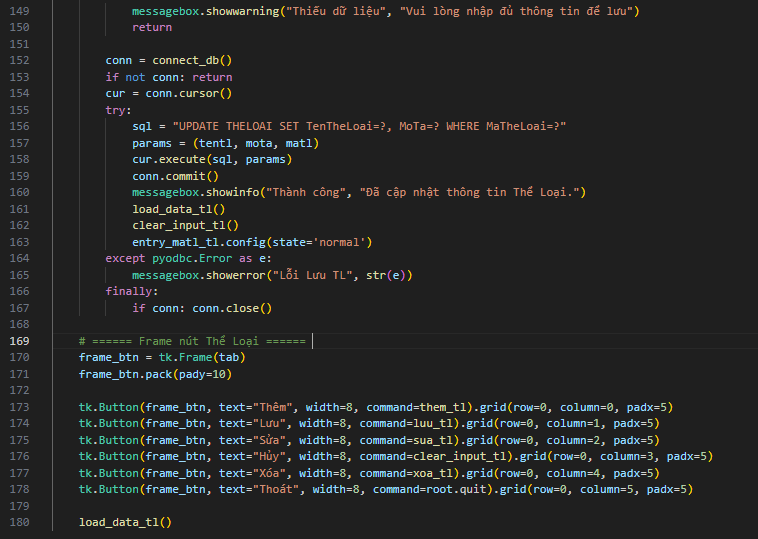 149 messagebox.showwarning("Thiếu dữ liệu", "Vui lòng nhập đủ thông tin để lưu")
150 return
151
152 conn = connect_db()
153 if not conn: return
154 cur = conn.cursor()
155 try:
156 sql = "UPDATE THELOAI SET TenTheLoai=?, MoTa=? WHERE MaTheLoai=?"
157 params = (tentl, mota, matl)
158 cur.execute(sql, params)
159 conn.commit()
160 messagebox.showinfo("Thành công", "Đã cập nhật thông tin Thể Loại.")
161 load_data_tl()
162 clear_input_tl()
163 entry_matl_tl.config(state='normal')
164 except pyodbc.Error as e:
165 messagebox.showerror("Lỗi Lưu TL", str(e))
166 finally:
167 if conn: conn.close()
168
169 # ====== Frame nút Thể Loại ======
170 frame_btn = tk.Frame(tab)
171 frame_btn.pack(pady=10)
172
173 tk.Button(frame_btn, text="Thêm", width=8, command=them_tl).grid(row=0, column=0, padx=5)
174 tk.Button(frame_btn, text="Lưu", width=8, command=luu_tl).grid(row=0, column=1, padx=5)
175 tk.Button(frame_btn, text="Sửa", width=8, command=sua_tl).grid(row=0, column=2, padx=5)
176 tk.Button(frame_btn, text="Hủy", width=8, command=clear_input_tl).grid(row=0, column=3, padx=5)
177 tk.Button(frame_btn, text="Xóa", width=8, command=xoa_tl).grid(row=0, column=4, padx=5)
178 tk.Button(frame_btn, text="Thoát", width=8, command=root.quit).grid(row=0, column=5, padx=5)
179
180 load_data_tl()